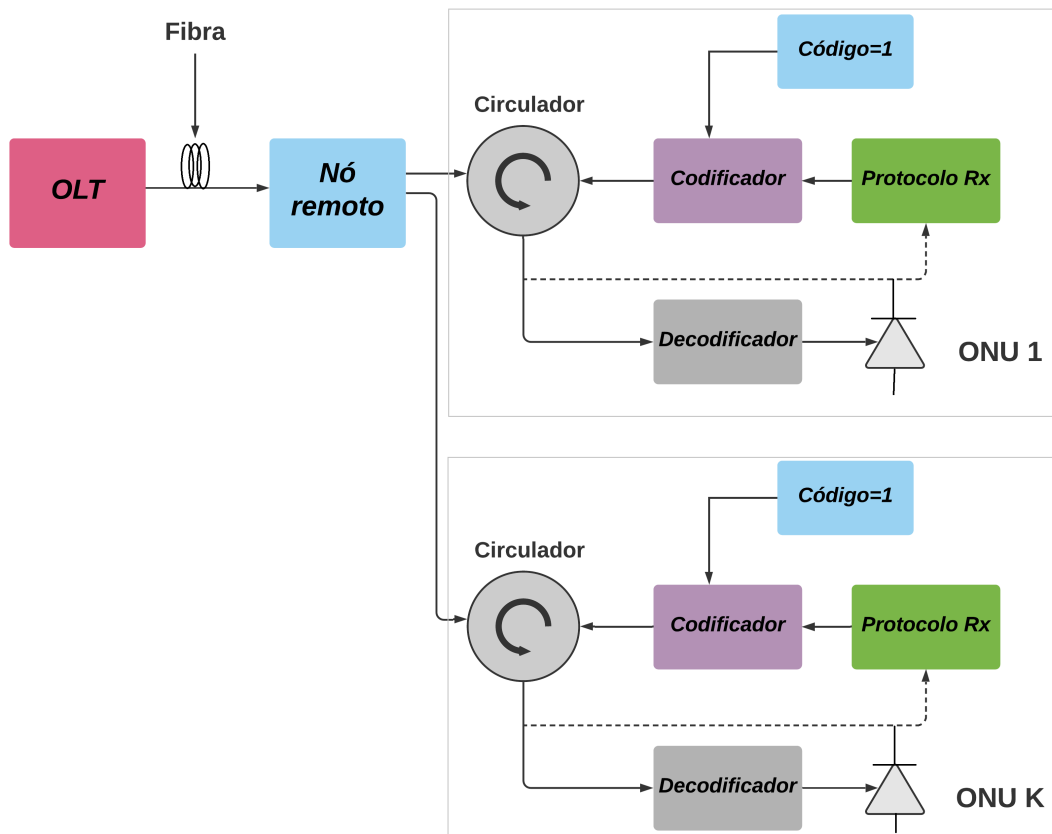 Fibra
OLT
Nó
remoto
Circulador
Código=1
Codificador
Protocolo Rx
Decodificador
ONU 1
Circulador
Código=1
Codificador
Protocolo Rx
Decodificador
ONU K